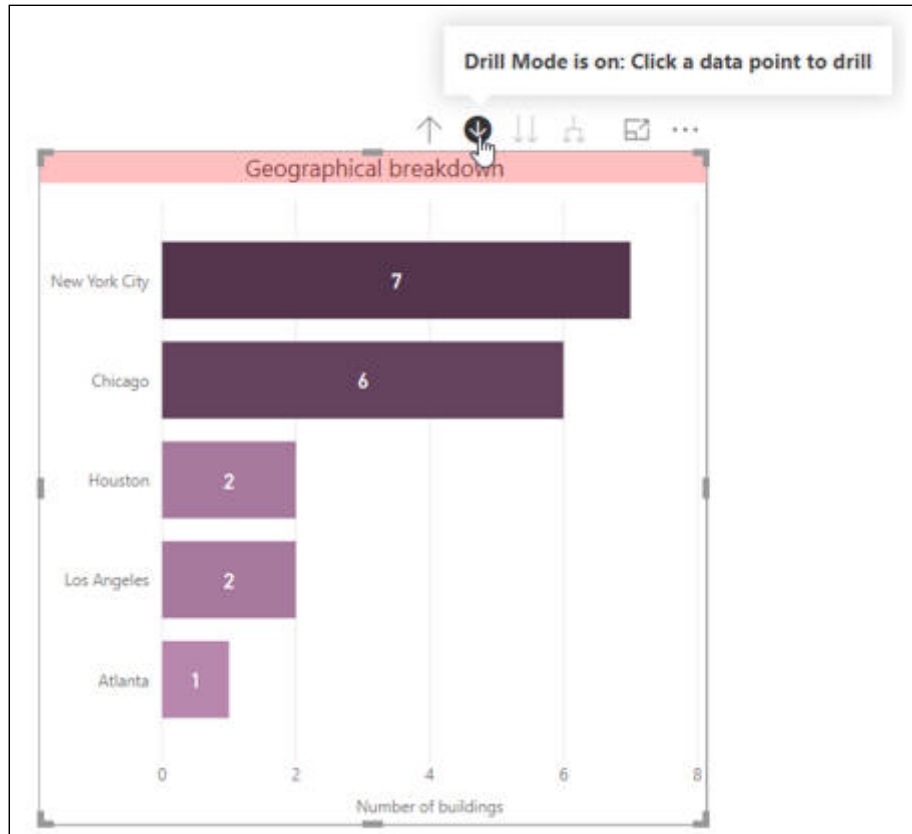 Drill Mode is on: Click a data point to drill
Geographical breakdown
New York City
7
Chicago
6
Houston
2
Los Angeles
2
Atlanta
1
0 2 4 6 8
Number of buildings